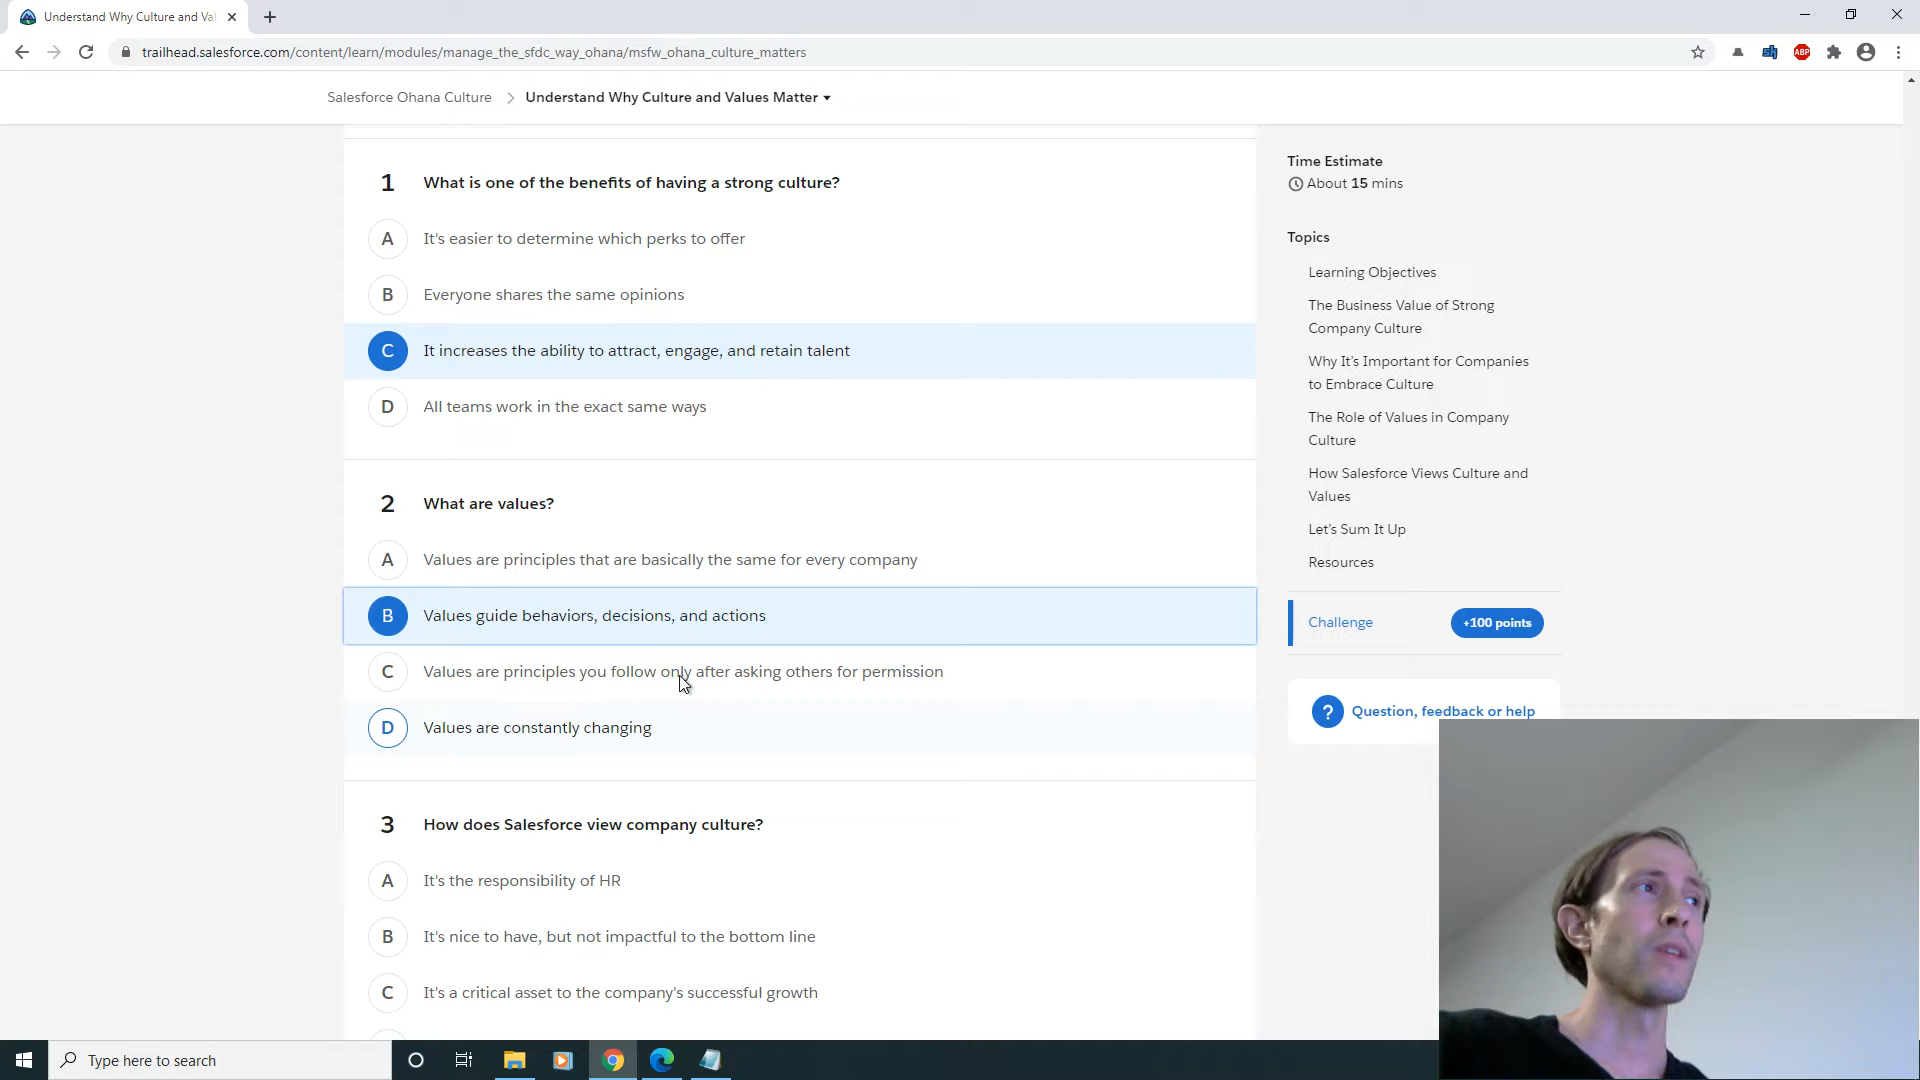 Understand Why Culture and Val
trailhead.salesforce.com/content/learn/modules/manage_the_sfdc_way_ohana/msfw_ohana_culture_matters
ABP
Salesforce Ohana Culture > Understand Why Culture and Values Matter
1 What is one of the benefits of having a strong culture?
A It's easier to determine which perks to offer
B Everyone shares the same opinions
C It increases the ability to attract, engage, and retain talent
D All teams work in the exact same ways
2 What are values?
A Values are principles that are basically the same for every company
B Values guide behaviors, decisions, and actions
C Values are principles you follow only after asking others for permission
D Values are constantly changing
3 How does Salesforce view company culture?
A It's the responsibility of HR
B It's nice to have, but not impactful to the bottom line
C It's a critical asset to the company's successful growth
Time Estimate
About 15 mins
Topics
Learning Objectives
The Business Value of Strong
Company Culture
Why It's Important for Companies
to Embrace Culture
The Role of Values in Company
Culture
How Salesforce Views Culture and
Values
Let's Sum It Up
Resources
Challenge +100 points
? Question, feedback or help
Type here to search